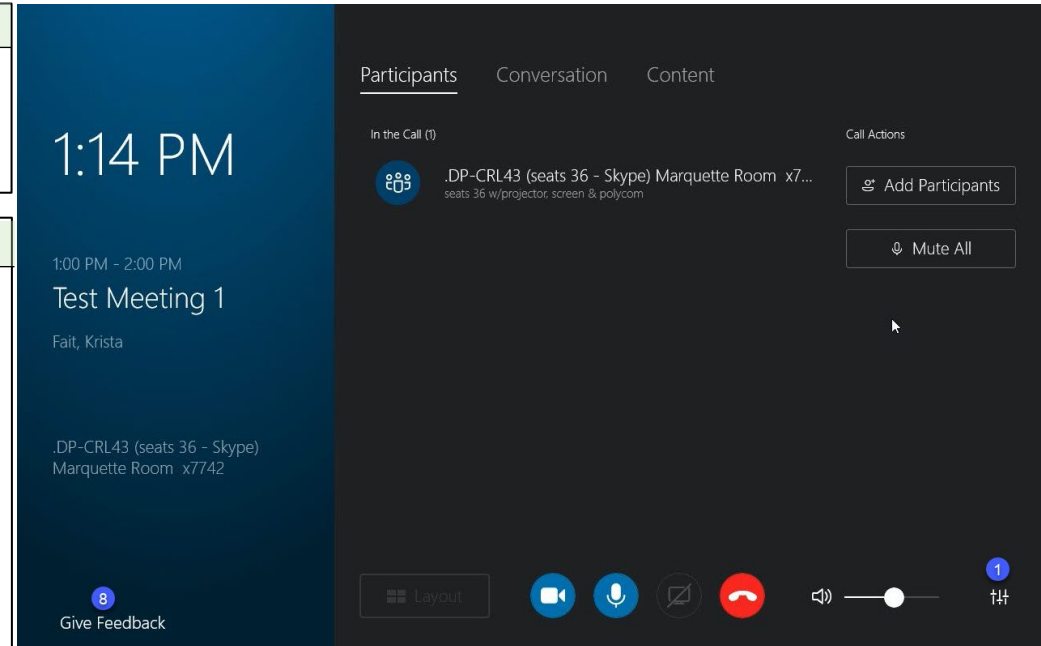 1:14 PM
1:00 PM - 2:00 PM
Test Meeting 1
Fait, Krista
.DP-CRL43 (seats 36 - Skype)
Marquette Room x7742
8
Give Feedback
Participants Conversation Content
In the Call (1)
.DP-CRL43 (seats 36 - Skype) Marquette Room x7...
seats 36 w/projector, screen & polycom
Call Actions
Add Participants
Mute All
Layout
1